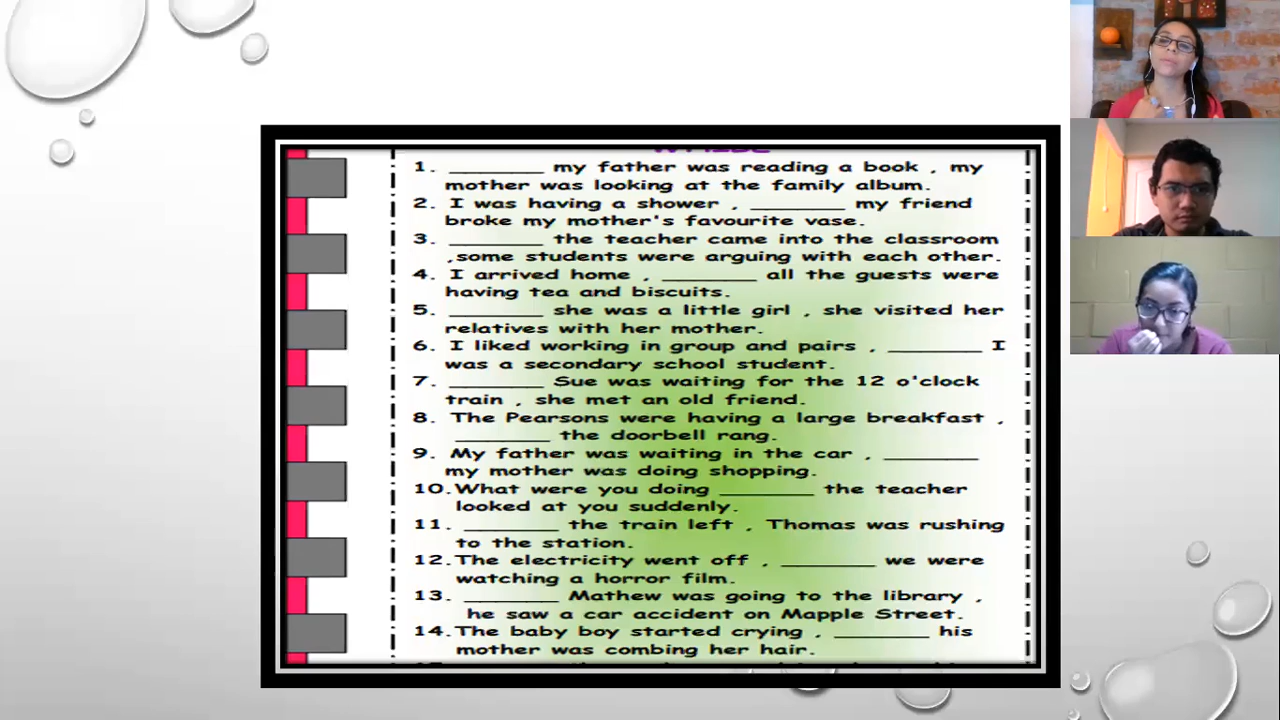 1. ________ my father was reading a book , my
mother was looking at the family album.
2. I was having a shower , ________ my friend
broke my mother's favourite vase.
3. ________ the teacher came into the classroom
,some students were arguing with each other.
4. I arrived home , ________ all the guests were
having tea and biscuits.
5. ________ she was a little girl , she visited her
relatives with her mother.
6. I liked working in group and pairs , ________ I
was a secondary school student.
7. ________ Sue was waiting for the 12 o'clock
train , she met an old friend.
8. The Pearsons were having a large breakfast ,
________ the doorbell rang.
9. My father was waiting in the car , ________
my mother was doing shopping.
10.What were you doing ________ the teacher
looked at you suddenly.
11. ________ the train left , Thomas was rushing
to the station.
12.The electricity went off , ________ we were
watching a horror film.
13. ________ Mathew was going to the library ,
he saw a car accident on Mapple Street.
14.The baby boy started crying , ________ his
mother was combing her hair.